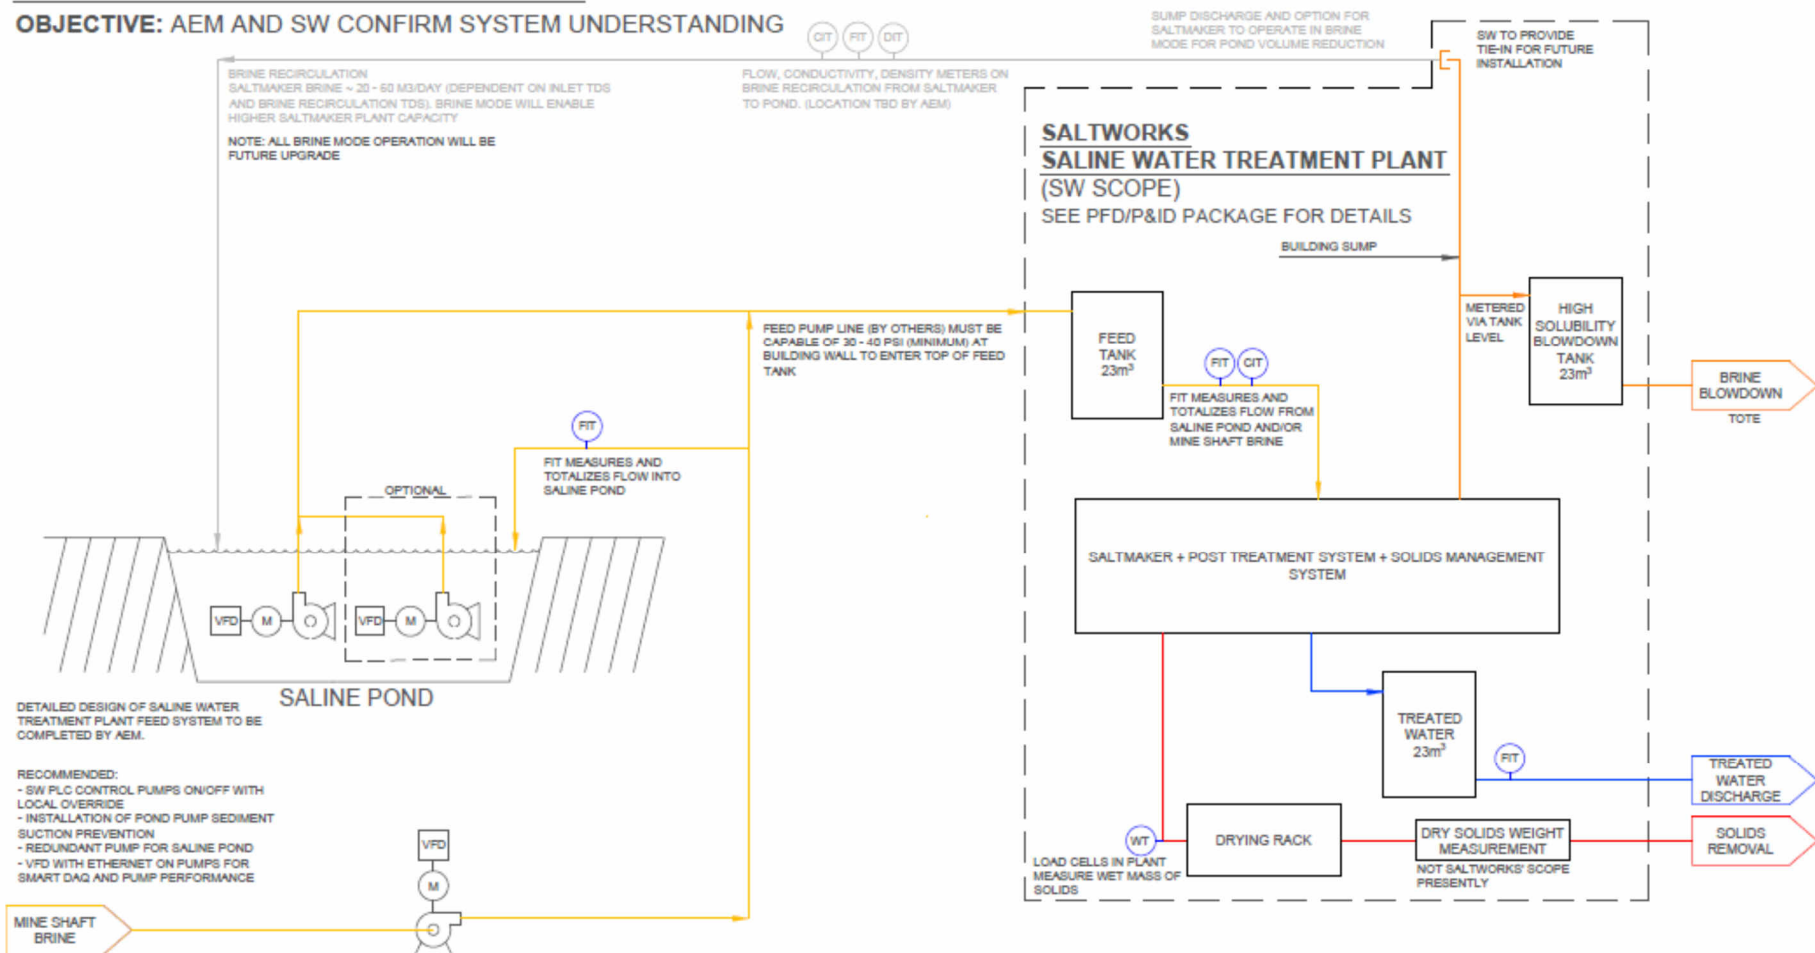 OBJECTIVE: AEM AND SW CONFIRM SYSTEM UNDERSTANDING
CIT
FIT
DIT
SUMP DISCHARGE AND OPTION FOR
SALTMAKER TO OPERATE IN BRINE
MODE FOR POND VOLUME REDUCTION
SW TO PROVIDE
TIE-IN FOR FUTURE
INSTALLATION
BRINE RECIRCULATION
SALTMAKER BRINE ~ 20 - 60 M3/DAY (DEPENDENT ON INLET TDS
AND BRINE RECIRCULATION TDS). BRINE MODE WILL ENABLE
HIGHER SALTMAKER PLANT CAPACITY
NOTE: ALL BRINE MODE OPERATION WILL BE
FUTURE UPGRADE
FLOW, CONDUCTIVITY, DENSITY METERS ON
BRINE RECIRCULATION FROM SALTMAKER
TO POND. (LOCATION TBD BY AEM)
SALTWORKS
SALINE WATER TREATMENT PLANT
(SW SCOPE)
SEE PFD/P&ID PACKAGE FOR DETAILS
BUILDING SUMP
FEED PUMP LINE (BY OTHERS) MUST BE
CAPABLE OF 30 - 40 PSI (MINIMUM) AT
BUILDING WALL TO ENTER TOP OF FEED
TANK
FEED
TANK
23m³
FIT
CIT
FIT MEASURES AND
TOTALIZES FLOW FROM
SALINE POND AND/OR
MINE SHAFT BRINE
METERED
VIA TANK
LEVEL
HIGH
SOLUBILITY
BLOWDOWN
TANK
23m³
BRINE
BLOWDOWN
TOTE
FIT
FIT MEASURES AND
TOTALIZES FLOW INTO
SALINE POND
OPTIONAL
VFD
M
VFD
M
SALINE POND
SALTMAKER + POST TREATMENT SYSTEM + SOLIDS MANAGEMENT
SYSTEM
DETAILED DESIGN OF SALINE WATER
TREATMENT PLANT FEED SYSTEM TO BE
COMPLETED BY AEM.
RECOMMENDED:
- SW PLC CONTROL PUMPS ON/OFF WITH
LOCAL OVERRIDE
- INSTALLATION OF POND PUMP SEDIMENT
SUCTION PREVENTION
- REDUNDANT PUMP FOR SALINE POND
- VFD WITH ETHERNET ON PUMPS FOR
SMART DAQ AND PUMP PERFORMANCE
VFD
M
MINE SHAFT
BRINE
TREATED
WATER
23m³
FIT
TREATED
WATER
DISCHARGE
WT
LOAD CELLS IN PLANT
MEASURE WET MASS OF
SOLIDS
DRYING RACK
DRY SOLIDS WEIGHT
MEASUREMENT
NOT SALTWORKS' SCOPE
PRESENTLY
SOLIDS
REMOVAL